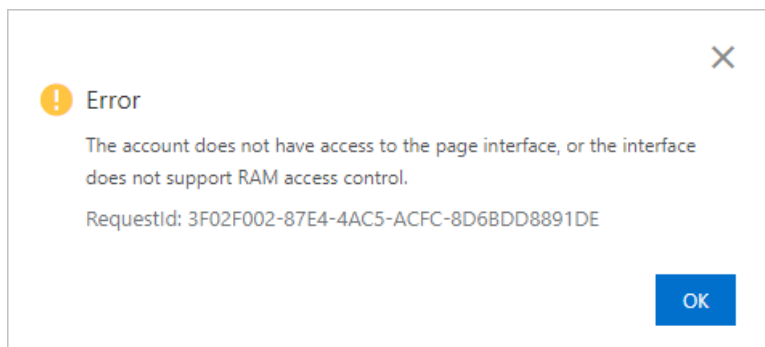 Error
The account does not have access to the page interface, or the interface
does not support RAM access control.
RequestId: 3F02F002-87E4-4AC5-ACFC-8D6BDD8891DE
OK